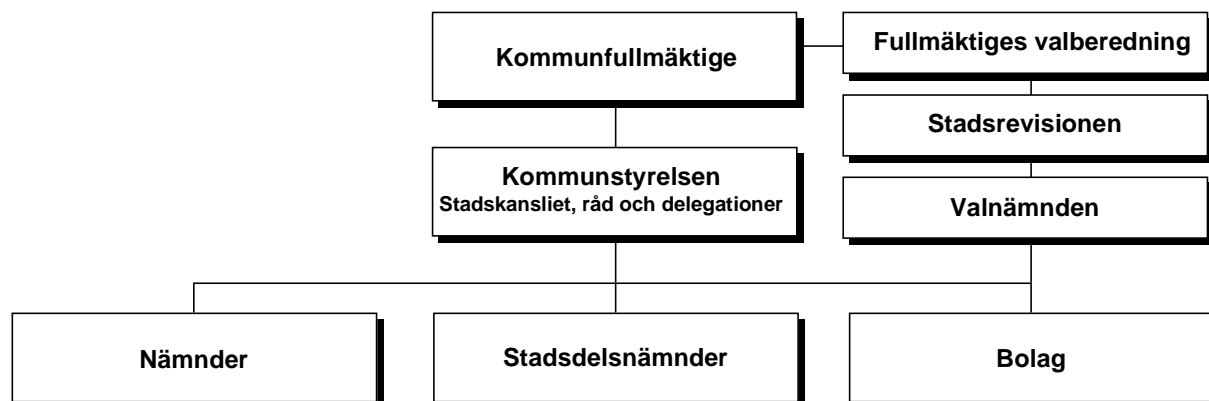 Kommunfullmäktige
Fullmäktiges valberedning
Stadsrevisionen
Kommunstyrelsen
Stadskansliet, råd och delegationer
Valnämnden
Nämnder
Stadsdelsnämnder
Bolag